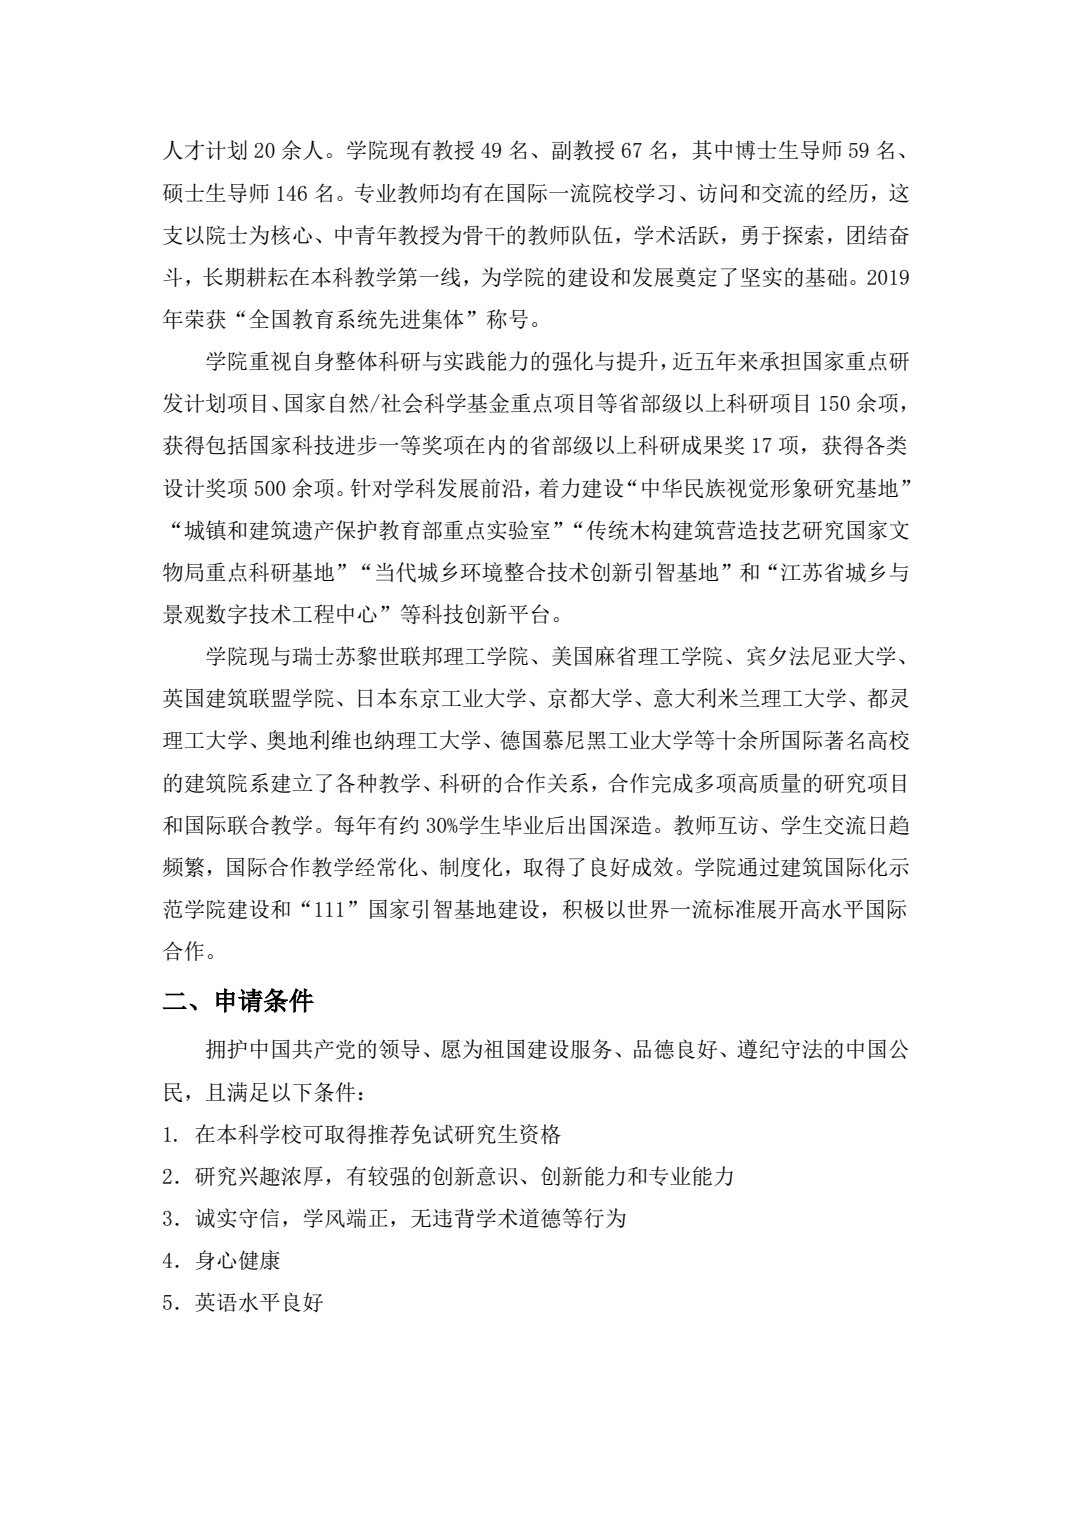 人才计划 20 余人。学院现有教授 49 名、副教授 67 名，其中博士生导师 59 名、
硕士生导师 146 名。专业教师均有在国际一流院校学习、访问和交流的经历，这
支以院士为核心、中青年教授为骨干的教师队伍，学术活跃，勇于探索，团结奋
斗，长期耕耘在本科教学第一线，为学院的建设和发展奠定了坚实的基础。2019
年荣获“全国教育系统先进集体”称号。
学院重视自身整体科研与实践能力的强化与提升，近五年来承担国家重点研
发计划项目、国家自然/社会科学基金重点项目等省部级以上科研项目 150 余项，
获得包括国家科技进步一等奖项在内的省部级以上科研成果奖 17 项，获得各类
设计奖项 500 余项。针对学科发展前沿，着力建设“中华民族视觉形象研究基地”
“城镇和建筑遗产保护教育部重点实验室”“传统木构建筑营造技艺研究国家文
物局重点科研基地”“当代城乡环境整合技术创新引智基地”和“江苏省城乡与
景观数字技术工程中心”等科技创新平台。
学院现与瑞士苏黎世联邦理工学院、美国麻省理工学院、宾夕法尼亚大学、
英国建筑联盟学院、日本东京工业大学、京都大学、意大利米兰理工大学、都灵
理工大学、奥地利维也纳理工大学、德国慕尼黑工业大学等十余所国际著名高校
的建筑院系建立了各种教学、科研的合作关系，合作完成多项高质量的研究项目
和国际联合教学。每年有约 30%学生毕业后出国深造。教师互访、学生交流日趋
频繁，国际合作教学经常化、制度化，取得了良好成效。学院通过建筑国际化示
范学院建设和“111”国家引智基地建设，积极以世界一流标准展开高水平国际
合作。
二、申请条件
拥护中国共产党的领导、愿为祖国建设服务、品德良好、遵纪守法的中国公
民，且满足以下条件：
1. 在本科学校可取得推荐免试研究生资格
2．研究兴趣浓厚，有较强的创新意识、创新能力和专业能力
3．诚实守信，学风端正，无违背学术道德等行为
4．身心健康
5．英语水平良好